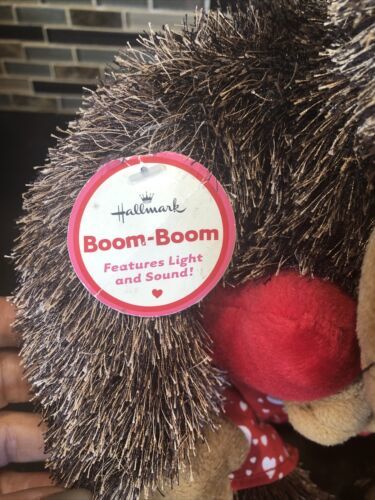 Hallmark
Boom-Boom
Features Light
and Sound!